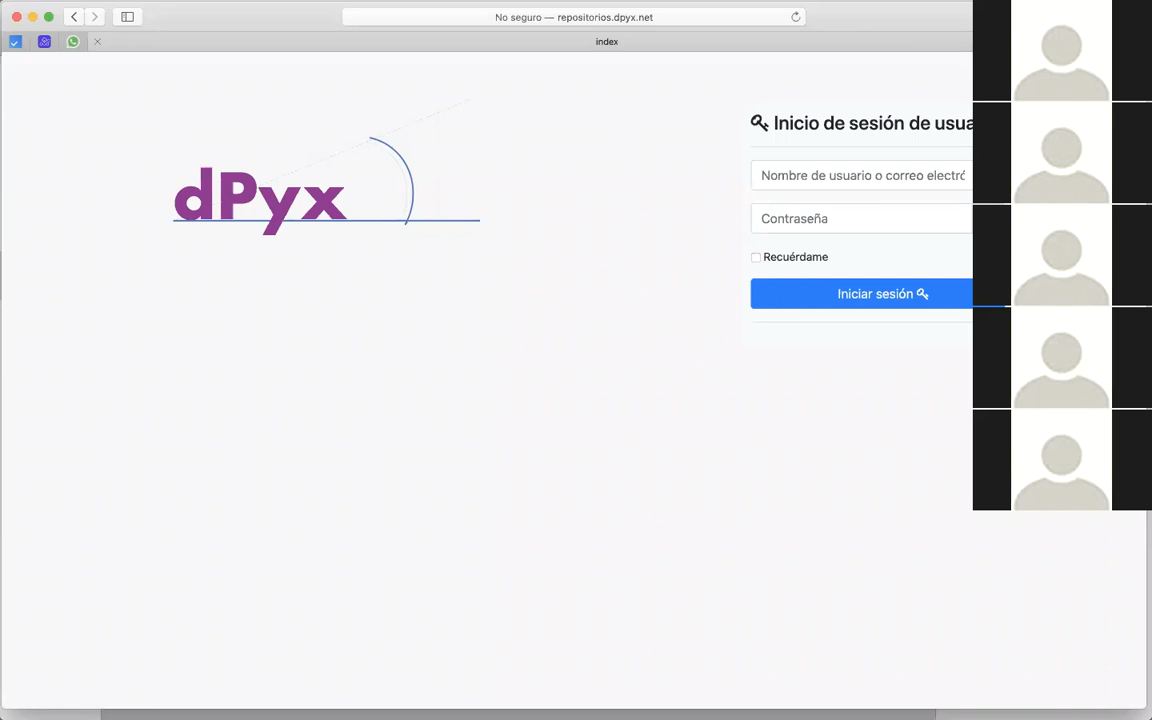 No seguro — repositorios.dpyx.net
index
dPyx
Inicio de sesión de usua
Nombre de usuario o correo electró
Contraseña
Recuérdame
Iniciar sesión